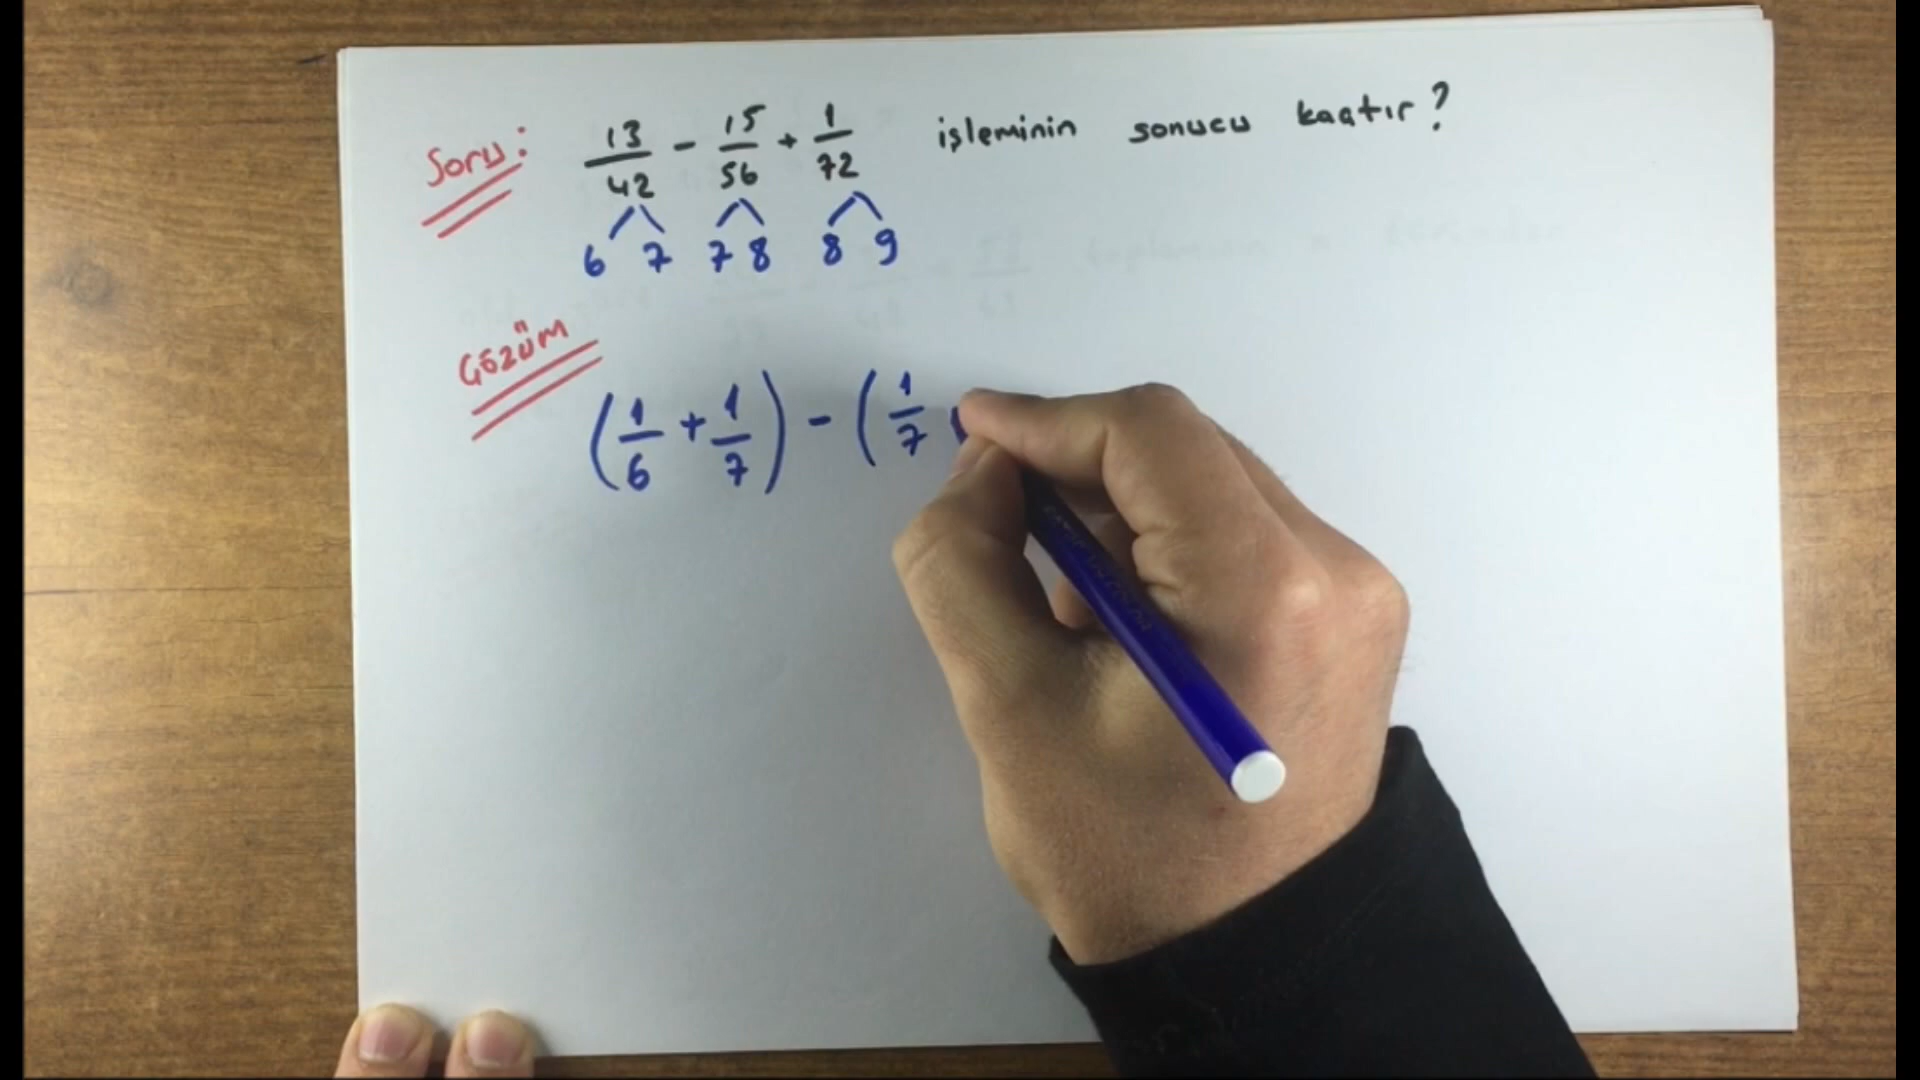 Soru: 13/42 - 15/56 + 1/72 işleminin sonucu kaçtır?
6 7 7 8 8 9
Çözüm
(1/6 + 1/7) - (1/7